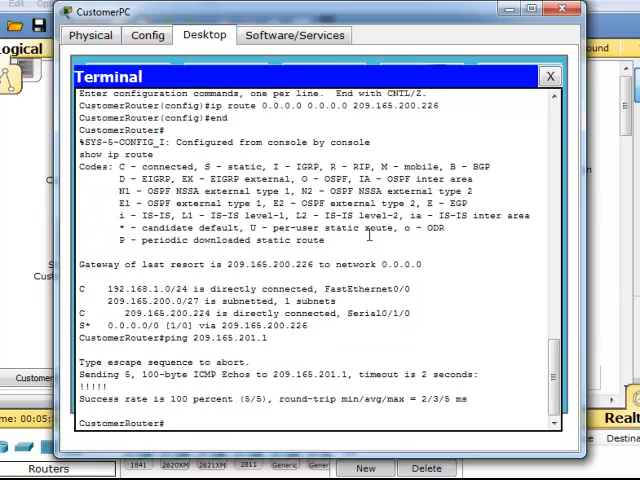 CustomerPC
Physical
Config
Desktop
Software/Services
Terminal
X
Enter configuration commands, one per line.  End with CNTL/Z.
CustomerRouter(config)#ip route 0.0.0.0 0.0.0.0 209.165.200.226
CustomerRouter(config)#end
CustomerRouter#
%SYS-5-CONFIG_I: Configured from console by console
show ip route
Codes: C - connected, S - static, I - IGRP, R - RIP, M - mobile, B - BGP
D - EIGRP, EX - EIGRP external, O - OSPF, IA - OSPF inter area
N1 - OSPF NSSA external type 1, N2 - OSPF NSSA external type 2
E1 - OSPF external type 1, E2 - OSPF external type 2, E - EGP
i - IS-IS, L1 - IS-IS level-1, L2 - IS-IS level-2, ia - IS-IS inter area
* - candidate default, U - per-user static route, o - ODR
P - periodic downloaded static route
Gateway of last resort is 209.165.200.226 to network 0.0.0.0
C    192.168.1.0/24 is directly connected, FastEthernet0/0
209.165.200.0/27 is subnetted, 1 subnets
C       209.165.200.224 is directly connected, Serial0/1/0
S*   0.0.0.0/0 [1/0] via 209.165.200.226
CustomerRouter#ping 209.165.201.1
Type escape sequence to abort.
Sending 5, 100-byte ICMP Echos to 209.165.201.1, timeout is 2 seconds:
!!!!!
Success rate is 100 percent (5/5), round-trip min/avg/max = 2/3/5 ms
CustomerRouter#
ogical
Customer
me: 00:05:
Realt
Routers
1841
2620XM
2621XM
2811
Generic
Gener
New
Delete
Destina